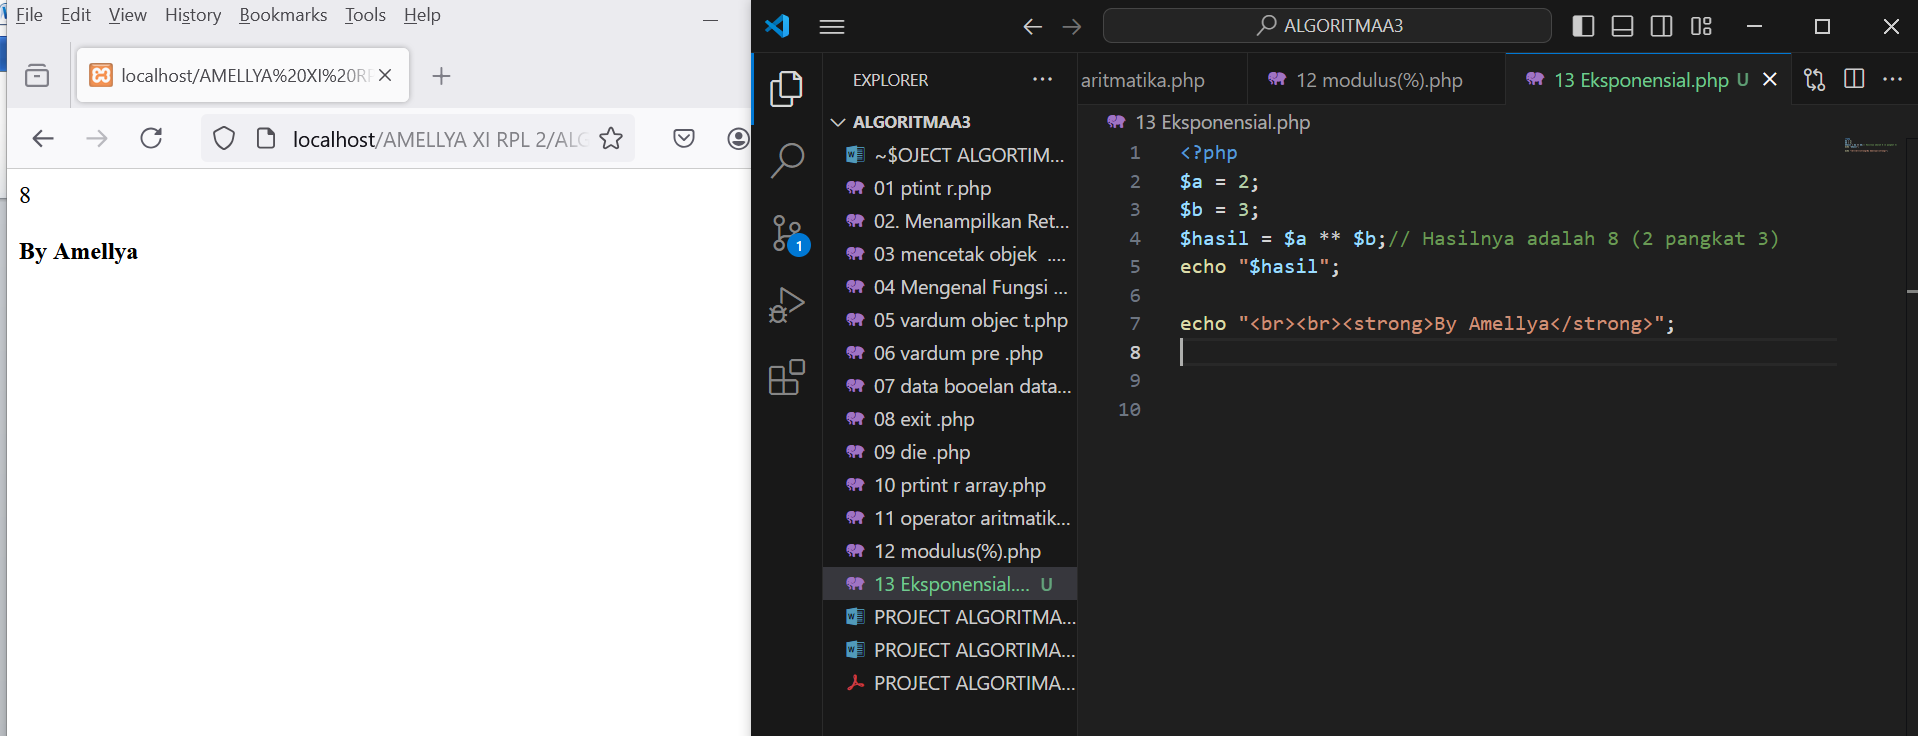 File Edit View History Bookmarks Tools Help
localhost/AMELLYA%20XI%20RP
localhost/AMELLYA XI RPL 2/ALG
8
By Amellya
ALGORITMAA3
EXPLORER
ALGORITMAA3
~$OJECT ALGORTIM...
01 ptint r.php
02. Menampilkan Ret...
03 mencetak objek ....
04 Mengenal Fungsi ...
05 vardum objec t.php
06 vardum pre .php
07 data booelan data...
08 exit .php
09 die .php
10 prtint r array.php
11 operator aritmatik...
12 modulus(%).php
13 Eksponensial.... U
PROJECT ALGORITMA...
PROJECT ALGORTIMA...
PROJECT ALGORTIMA...
1
aritmatika.php
12 modulus(%).php
13 Eksponensial.php U
13 Eksponensial.php
1 <?php
2 $a = 2;
3 $b = 3;
4 $hasil = $a ** $b;// Hasilnya adalah 8 (2 pangkat 3)
5 echo "$hasil";
6
7 echo "<br><br><strong>By Amellya</strong>";
8
9
10